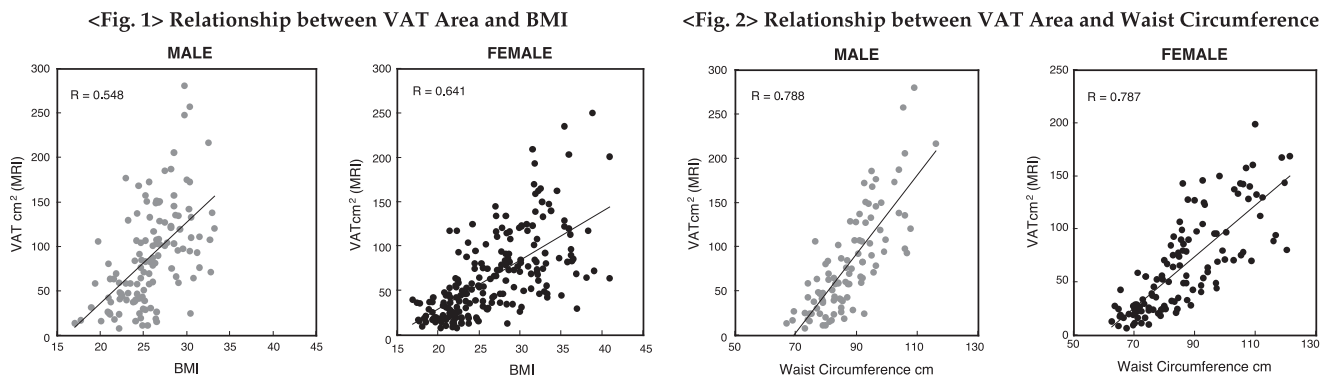 <Fig. 1> Relationship between VAT Area and BMI
MALE
R = 0.548
300
250
200
150
100
50
0
VAT cm² (MRI)
15 20 25 30 35 40 45
BMI
FEMALE
R = 0.641
300
250
200
150
100
50
0
VATcm² (MRI)
15 20 25 30 35 40 45
BMI
<Fig. 2> Relationship between VAT Area and Waist Circumference
MALE
R = 0.788
300
250
200
150
100
50
0
VATcm² (MRI)
50 70 90 110 130
Waist Circumference cm
FEMALE
R = 0.787
250
200
150
100
50
0
VATcm² (MRI)
50 70 90 110 130
Waist Circumference cm